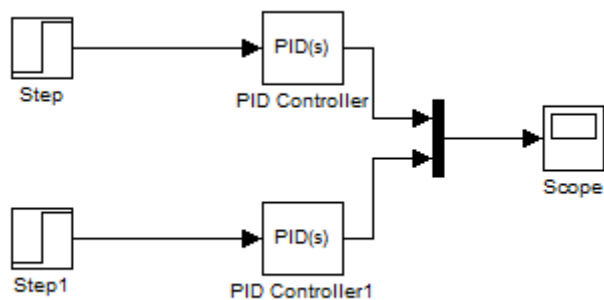 PID(s)
Step
PID Controller
Scope
PID(s)
Step1
PID Controller1